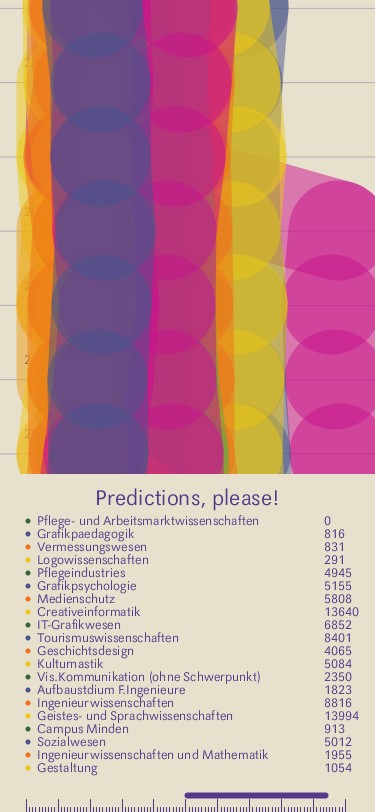 Predictions, please!
Pflege- und Arbeitsmarktwissenschaften 0
Grafikpaedagogik 816
Vermessungswesen 831
Logowissenschaften 291
Pflegeindustries 4945
Grafikpsychologie 5155
Medienschutz 5808
Creativeinformatik 13640
IT-Grafikwesen 6852
Tourismuswissenschaften 8401
Geschichtsdesign 4065
Kulturnastik 5084
Vis.Kommunikation (ohne Schwerpunkt) 2350
Aufbaustdium F.Ingenieure 1823
Ingenieurwissenschaften 8816
Geistes- und Sprachwissenschaften 13994
Campus Minden 913
Sozialwesen 5012
Ingenieurwissenschaften und Mathematik 1955
Gestaltung 1054